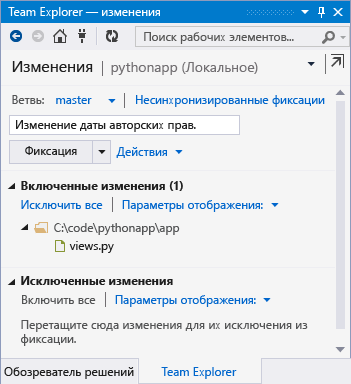 Team Explorer — изменения
Поиск рабочих элементов...
Изменения | pythonapp (Локальное)
Ветвь: master | Несинхронизированные фиксации
Изменение даты авторских прав.
Фиксация Действия
Включенные изменения (1)
Исключить все | Параметры отображения:
C:\code\pythonapp\app
views.py
Исключенные изменения
Включить все | Параметры отображения:
Перетащите сюда изменения для их исключения из
фиксации.
Обозреватель решений Team Explorer